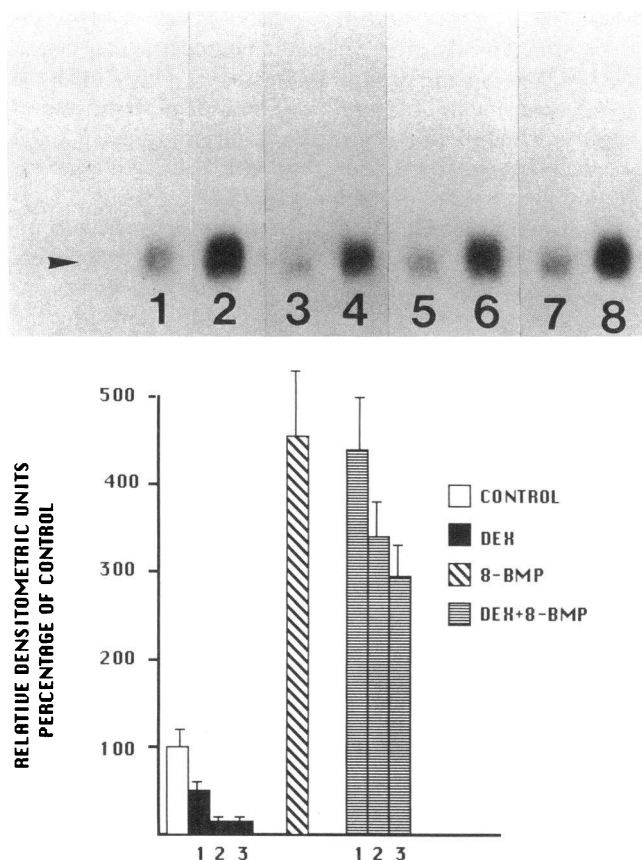 1 2 3 4 5 6 7 8
500
400
300
200
100
RELATIVE DENSITOMETRIC UNITS
PERCENTAGE OF CONTROL
CONTROL
DEX
8-BMP
DEX+8-BMP
1 2 3
1 2 3